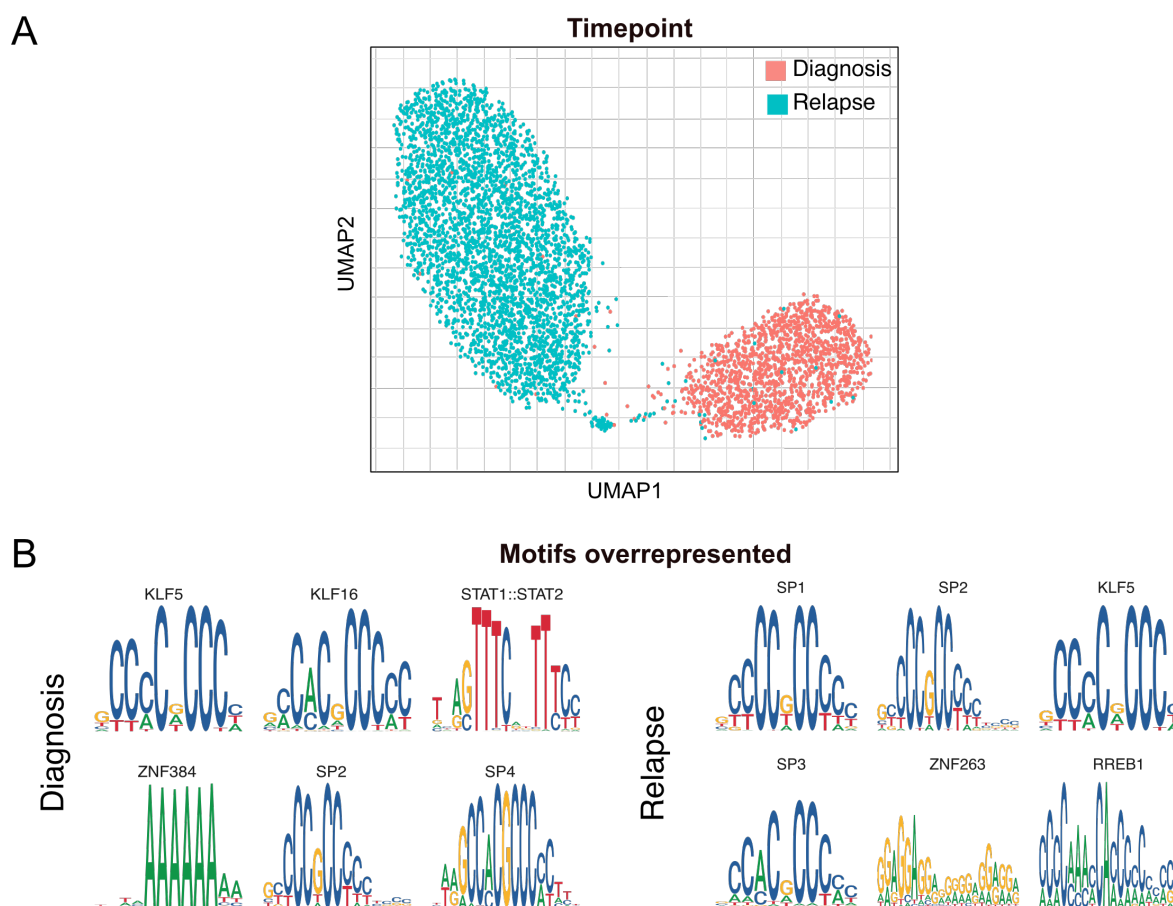 A
Timepoint
Diagnosis
Relapse
UMAP2
UMAP1
B
Motifs overrepresented
Diagnosis
KLF5
KLF16
STAT1::STAT2
ZNF384
SP2
SP4
Relapse
SP1
SP2
KLF5
SP3
ZNF263
RREB1